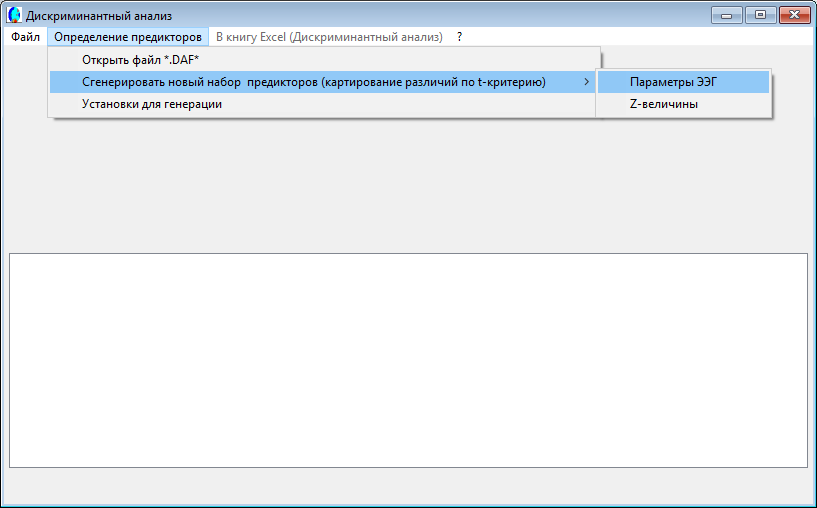 Дискриминантный анализ
Файл Определение предикторов В книгу Excel (Дискриминантный анализ) ?
Открыть файл *.DAF*
Сгенерировать новый набор предикторов (картирование различий по t-критерию) Параметры ЭЭГ
Установки для генерации Z-величины